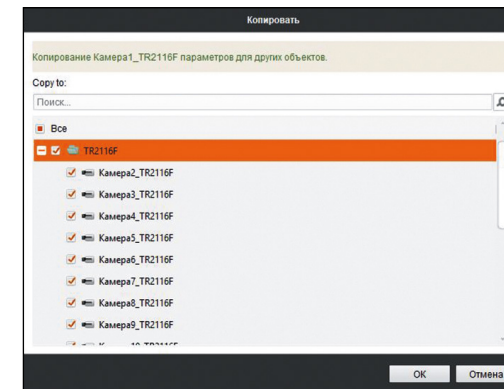 Копировать
Копирование Камера1_TR2116F параметров для других объектов.
Copy to:
Поиск...
Все
TR2116F
Камера2_TR2116F
Камера3_TR2116F
Камера4_TR2116F
Камера5_TR2116F
Камера6_TR2116F
Камера7_TR2116F
Камера8_TR2116F
Камера9_TR2116F
OK
Отмена